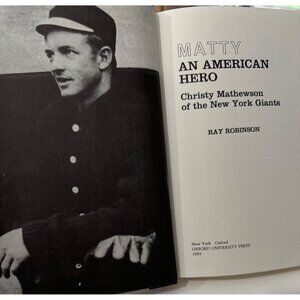 MATTY
AN AMERICAN
HERO
Christy Mathewson
of the New York Giants
RAY ROBINSON
New York Oxford
OXFORD UNIVERSITY PRESS
1993